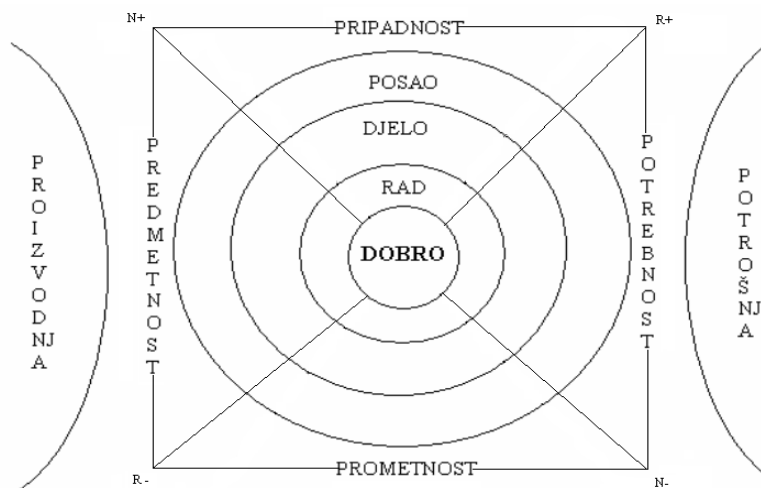 N+
R+
PRIPADNOST
POSAO
DJELO
RAD
DOBRO
PROIZVODNJA
PREDMETNOST
POTREBNOST
POTROŠNJA
PROMETNOST
R-
N-